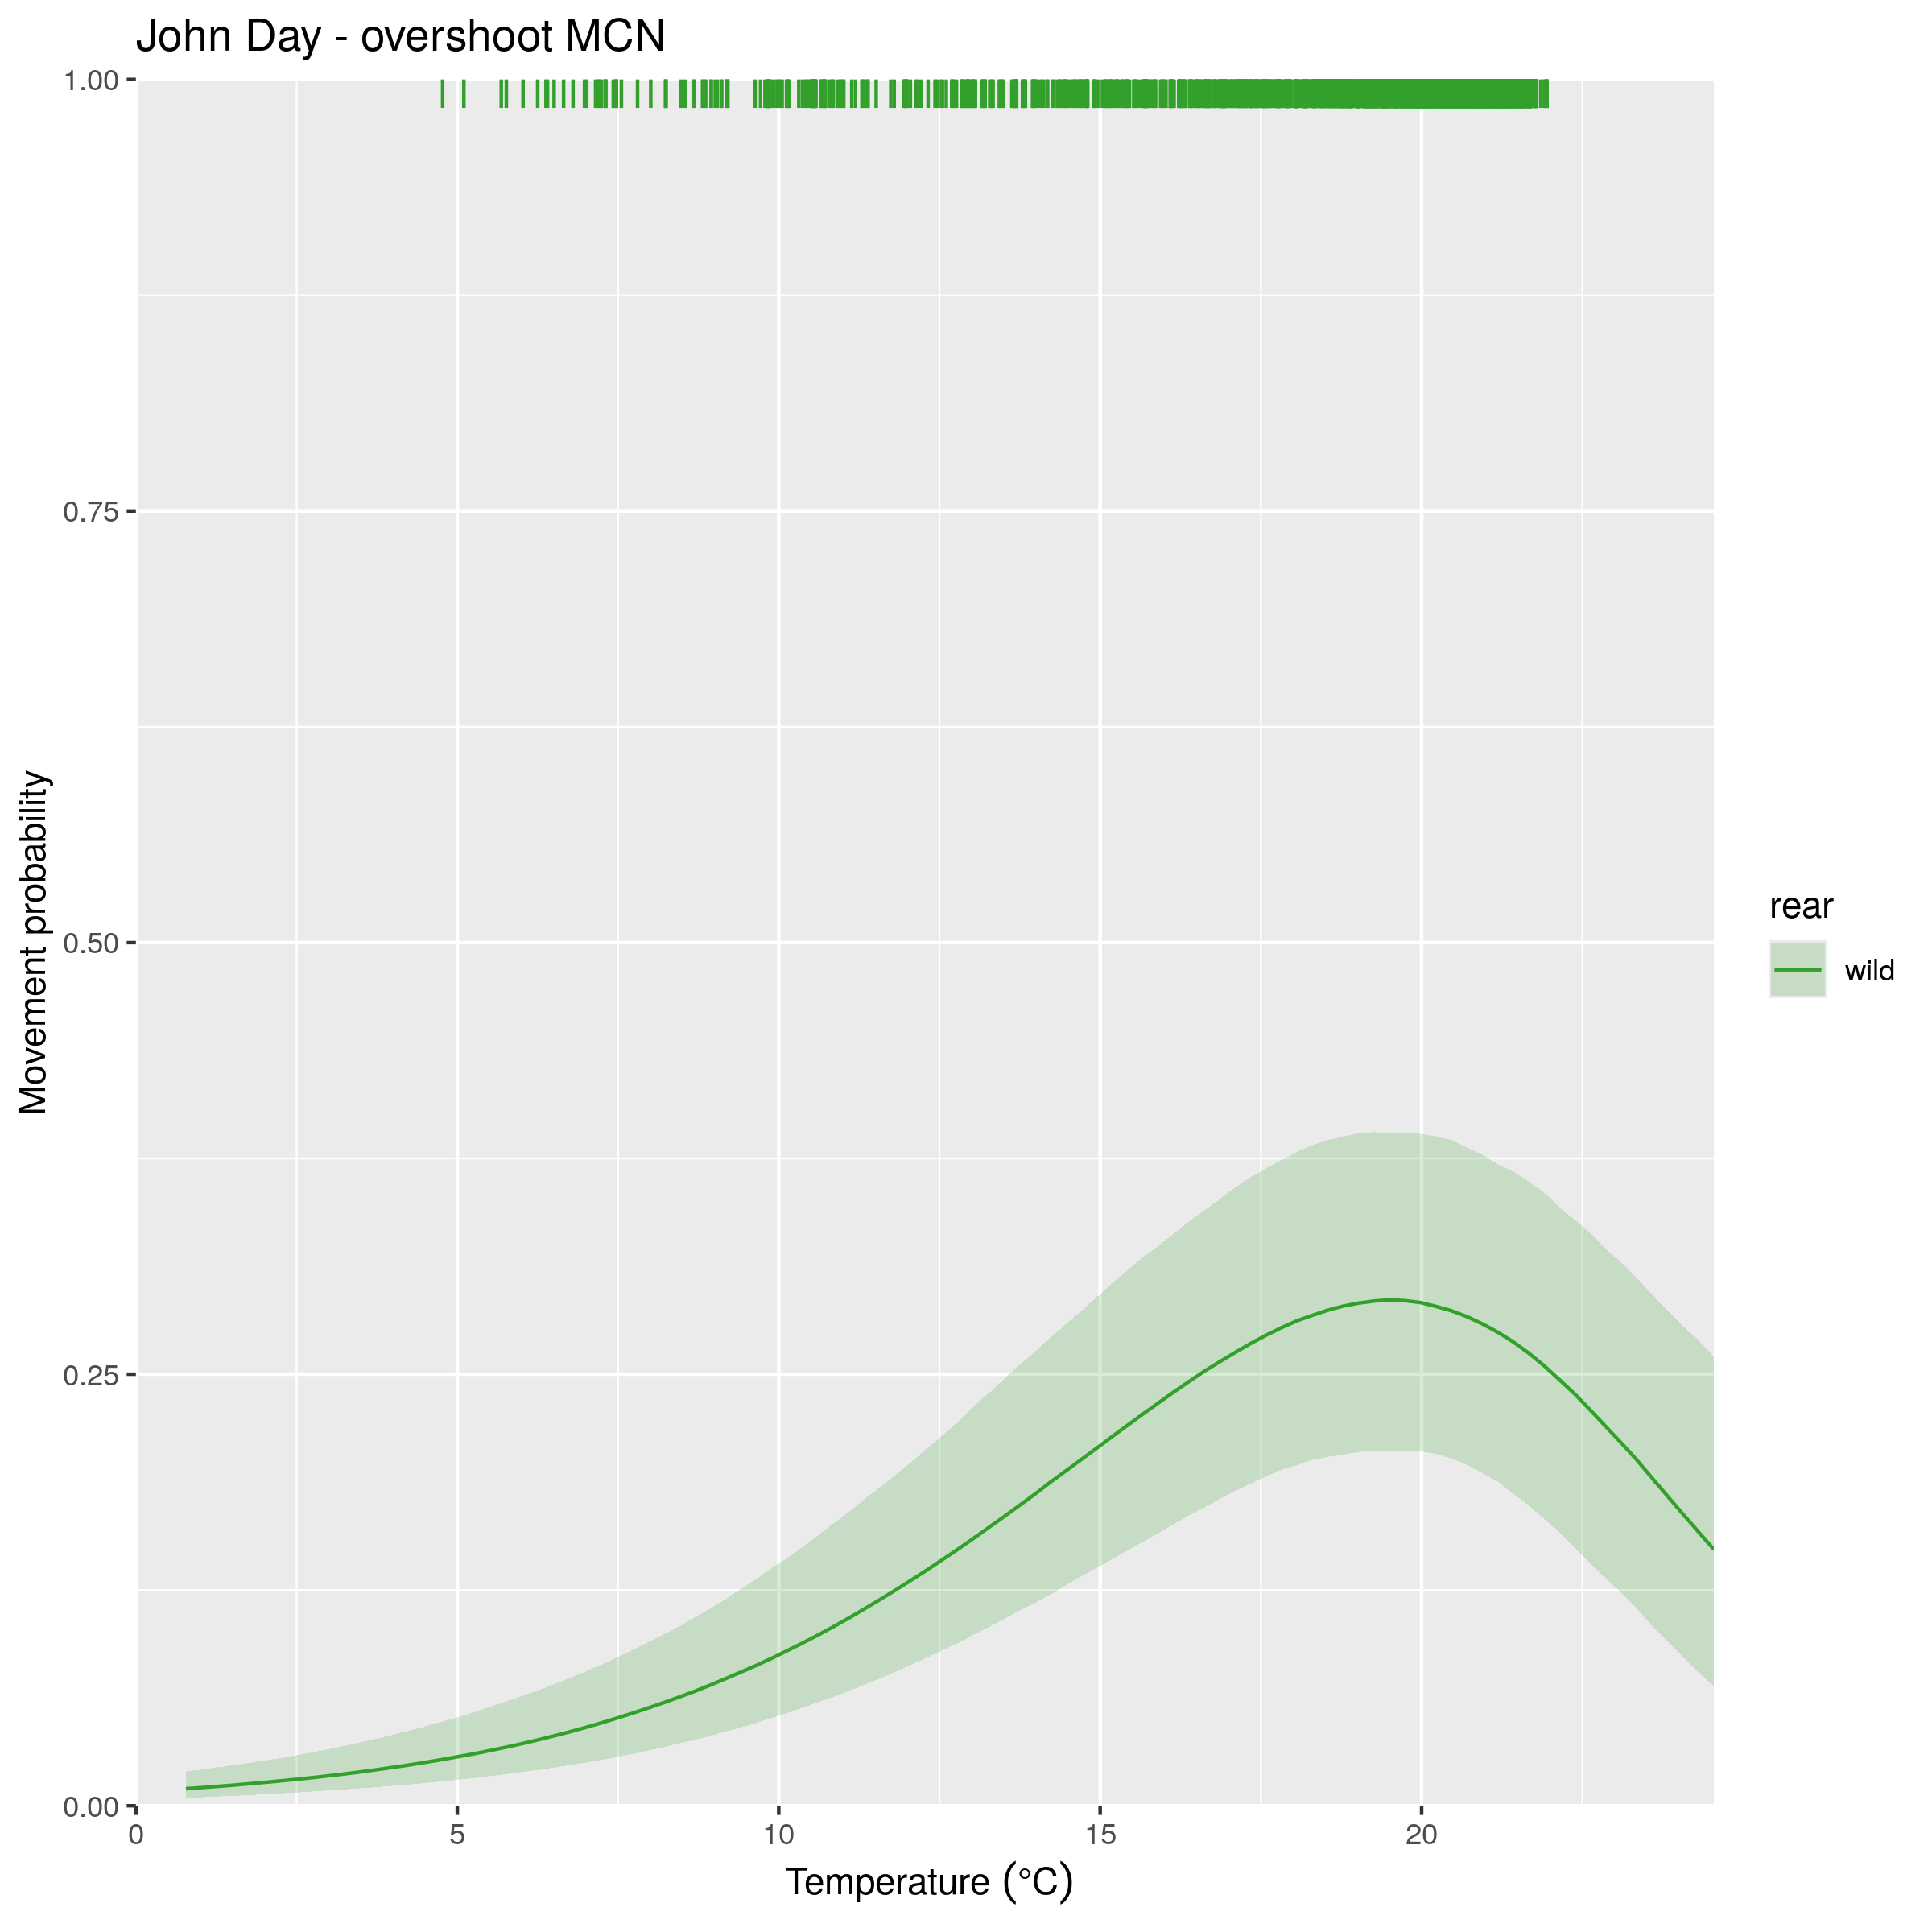 John Day - overshoot MCN
1.00
0.75
0.50
0.25
0.00
Movement probability
0
5
10
15
20
Temperature (°C)
rear
wild